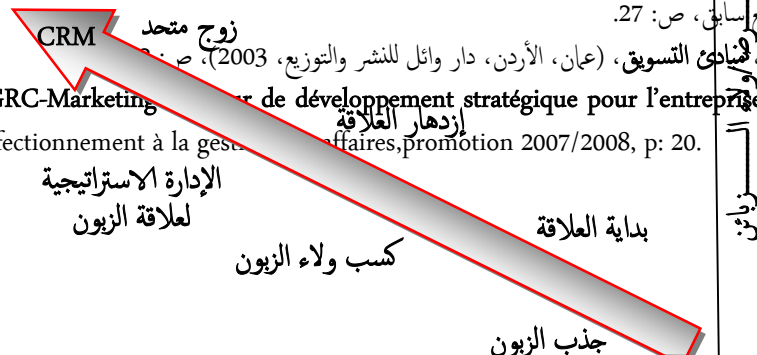 سابق، ص: 27.
زوج متحد
CRM
مبادئ التسويق، (عمان، الأردن، دار وائل للنشر والتوزيع، 2003)، ص:
GRC-Marketing de développement stratégique pour l'entreprise
إزدهار العلاقة
fectionnement à la affaires,promotion 2007/2008, p: 20.
الإدارة الاستراتيجية
لعلاقة الزبون
بداية العلاقة
كسب ولاء الزبون
جذب الزبون